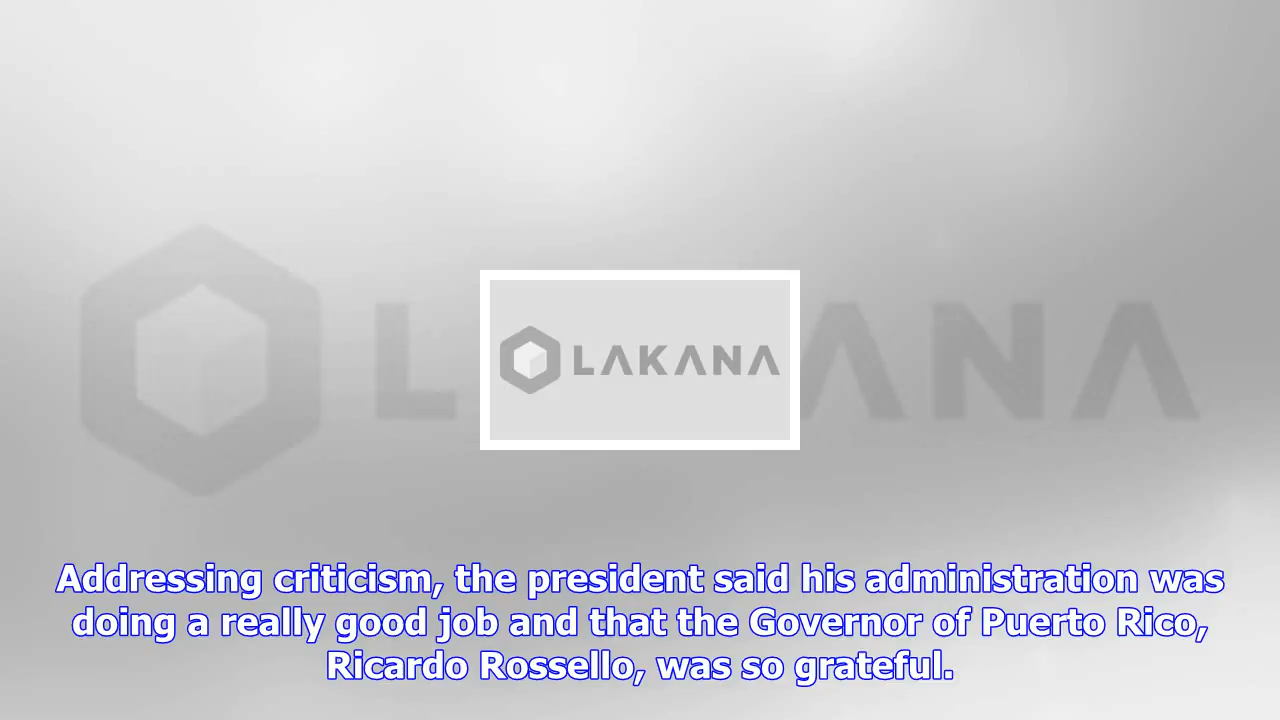 LAKANA
LAKANA
Addressing criticism, the president said his administration was
doing a really good job and that the Governor of Puerto Rico,
Ricardo Rossello, was so grateful.